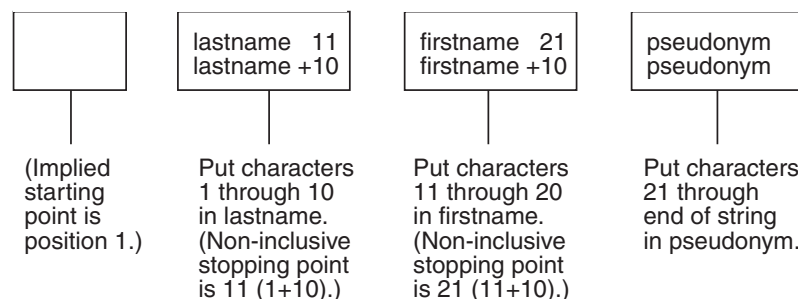 lastname 11
lastname +10
firstname 21
firstname +10
pseudonym
pseudonym
(Implied
starting
point is
position 1.)
Put characters
1 through 10
in lastname.
(Non-inclusive
stopping point
is 11 (1+10).)
Put characters
11 through 20
in firstname.
(Non-inclusive
stopping point
is 21 (11+10).)
Put characters
21 through
end of string
in pseudonym.